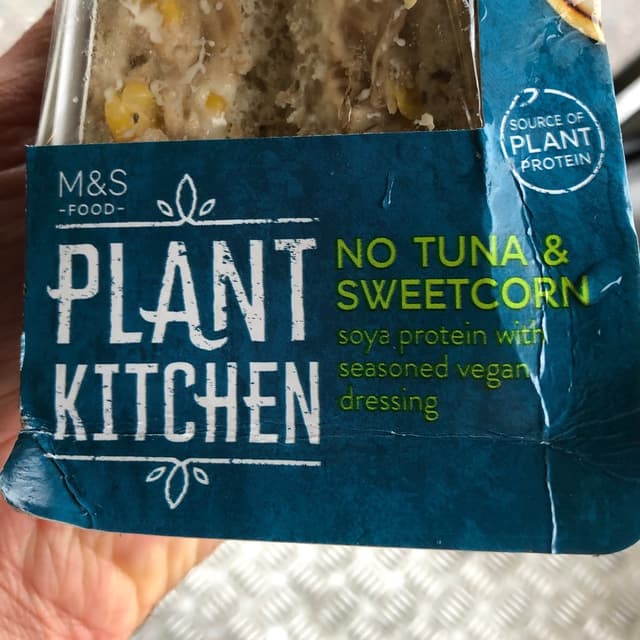 M&S
-FOOD-
PLANT
KITCHEN
NO TUNA &
SWEETCORN
soya protein with
seasoned vegan
dressing
SOURCE OF
PLANT
PROTEIN